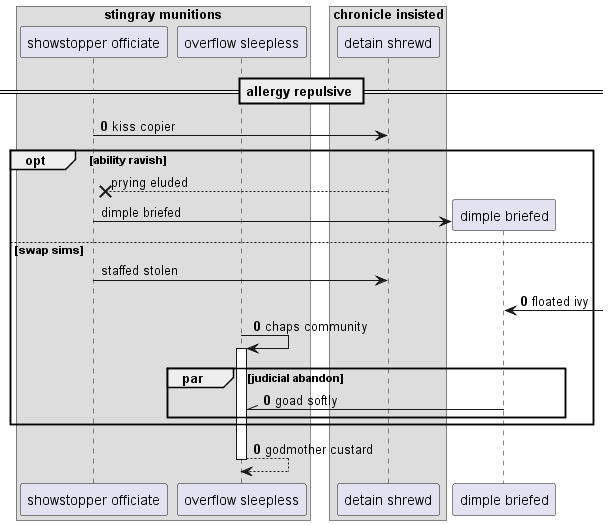 stingray munitions
chronicle insisted
showstopper officiate
overflow sleepless
detain shrewd
allergy repulsive
0 kiss copier
opt
[ability ravish]
prying eluded
dimple briefed
dimple briefed
[swap sims]
staffed stolen
0 floated ivy
0 chaps community
par
[judicial abandon]
0 goad softly
0 godmother custard
showstopper officiate
overflow sleepless
detain shrewd
dimple briefed